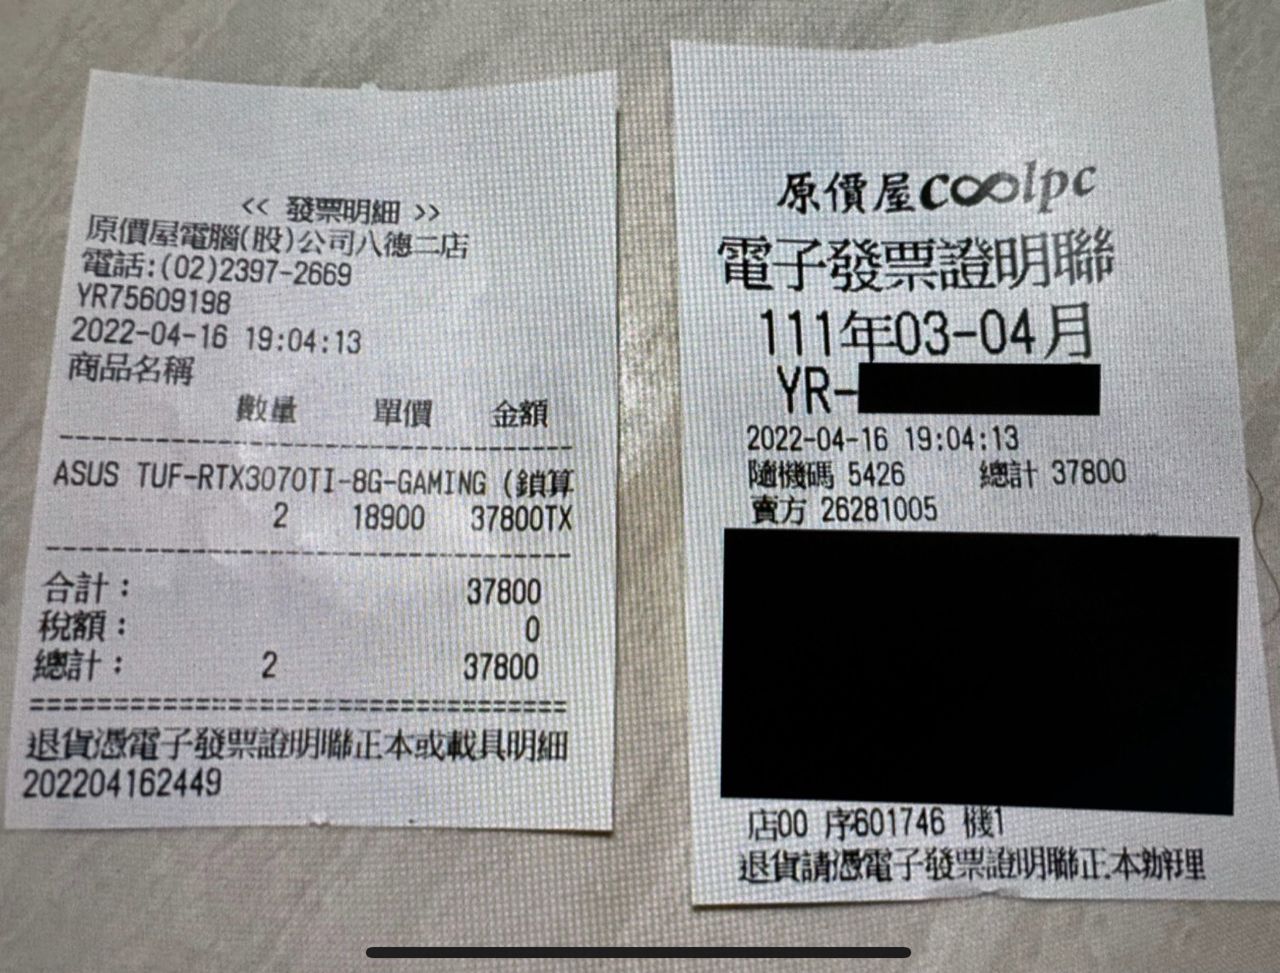 << 發票明細 >>
原價屋電腦(股)公司八德二店
電話:(02)2397-2669
YR75609198
2022-04-16 19:04:13
商品名稱
數量 單價 金額
ASUS TUF-RTX3070TI-8G-GAMING (鎖算
2 18900 37800TX
合計: 37800
稅額: 0
總計: 2 37800
退貨憑電子發票證明聯正本或載具明細
202204162449
原價屋coolpc
電子發票證明聯
111年03-04月
YR-
2022-04-16 19:04:13
隨機碼 5426 總計 37800
賣方 26281005
店00 序601746 機1
退貨請憑電子發票證明聯正本辦理